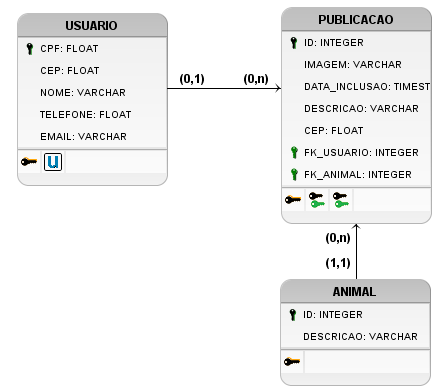 USUARIO
CPF: FLOAT
CEP: FLOAT
NOME: VARCHAR
TELEFONE: FLOAT
EMAIL: VARCHAR
u
(0,1)
(0,n)
PUBLICACAO
ID: INTEGER
IMAGEM: VARCHAR
DATA_INCLUSAO: TIMEST
DESCRICAO: VARCHAR
CEP: FLOAT
FK_USUARIO: INTEGER
FK_ANIMAL: INTEGER
(0,n)
(1,1)
ANIMAL
ID: INTEGER
DESCRICAO: VARCHAR